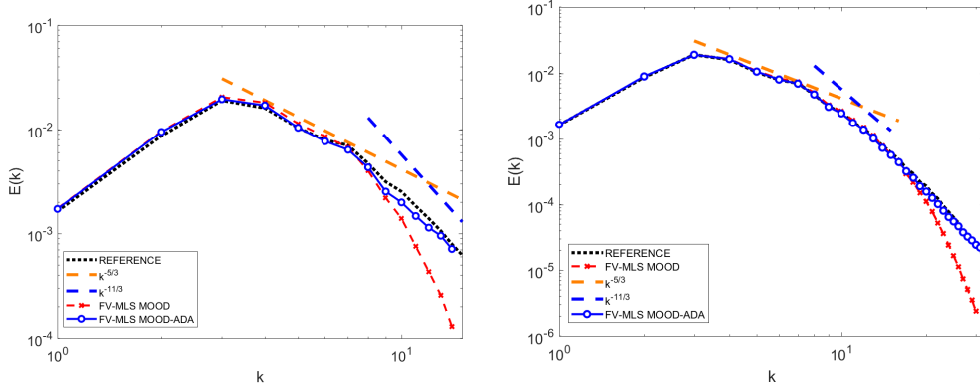 10^-1
10^-2
10^-3
10^-4
E(k)
REFERENCE
k^-5/3
k^-11/3
FV-MLS MOOD
FV-MLS MOOD-ADA
10^0
10^1
k
10^-1
10^-2
10^-3
10^-4
10^-5
10^-6
E(k)
REFERENCE
FV-MLS MOOD
k^-5/3
k^-11/3
FV-MLS MOOD-ADA
10^0
10^1
k